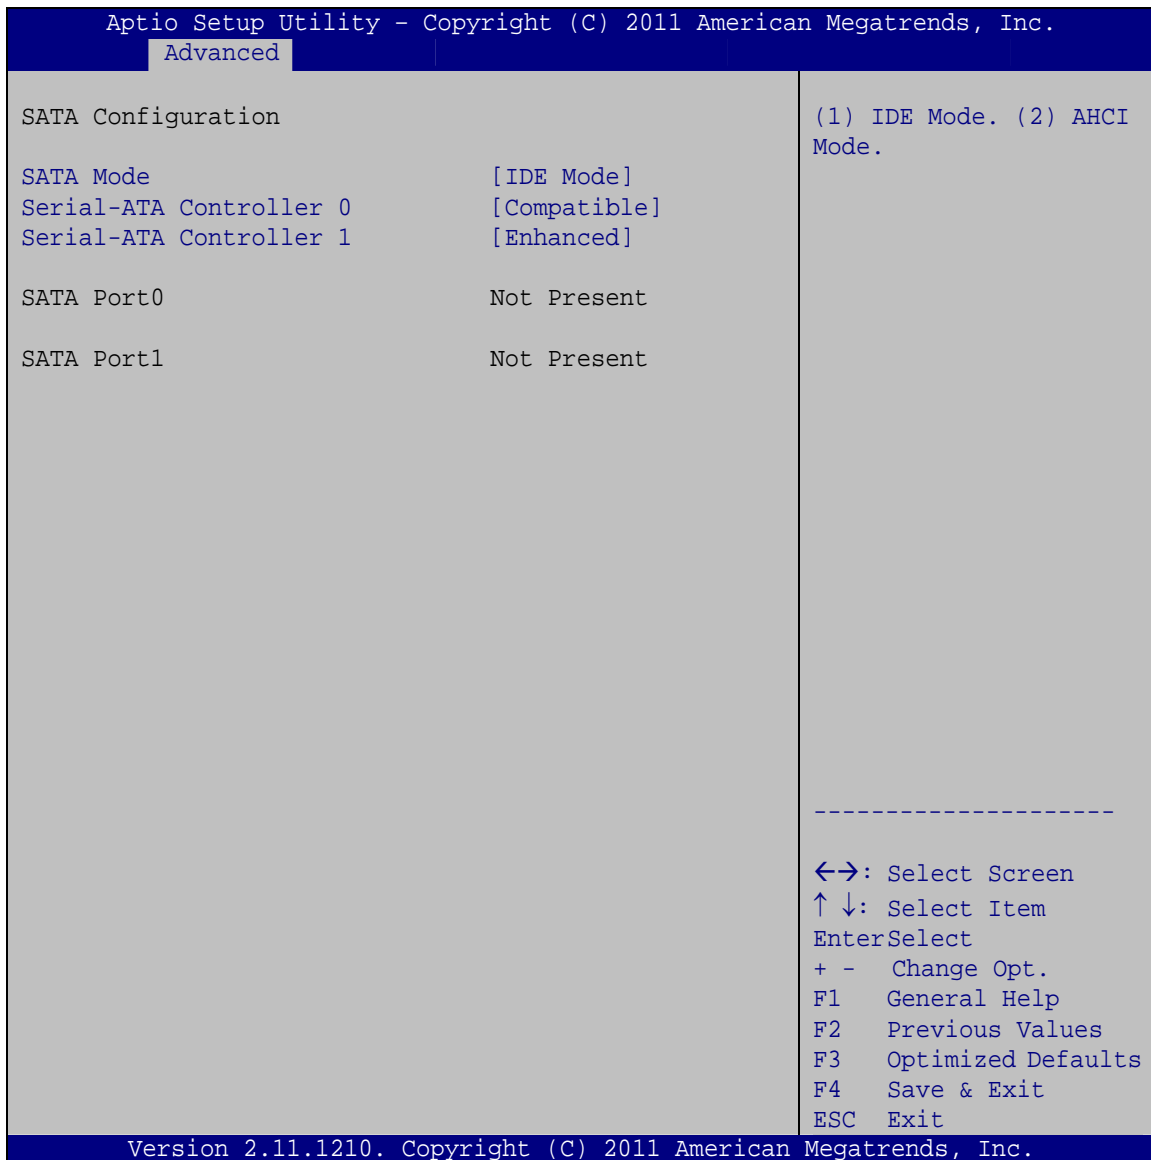 Aptio Setup Utility – Copyright (C) 2011 American Megatrends, Inc.
Advanced
SATA Configuration
SATA Mode [IDE Mode]
Serial-ATA Controller 0 [Compatible]
Serial-ATA Controller 1 [Enhanced]
SATA Port0 Not Present
SATA Port1 Not Present
(1) IDE Mode. (2) AHCI
Mode.
---------------------
←→: Select Screen
↑ ↓: Select Item
EnterSelect
+ - Change Opt.
F1 General Help
F2 Previous Values
F3 Optimized Defaults
F4 Save & Exit
ESC Exit
Version 2.11.1210. Copyright (C) 2011 American Megatrends, Inc.